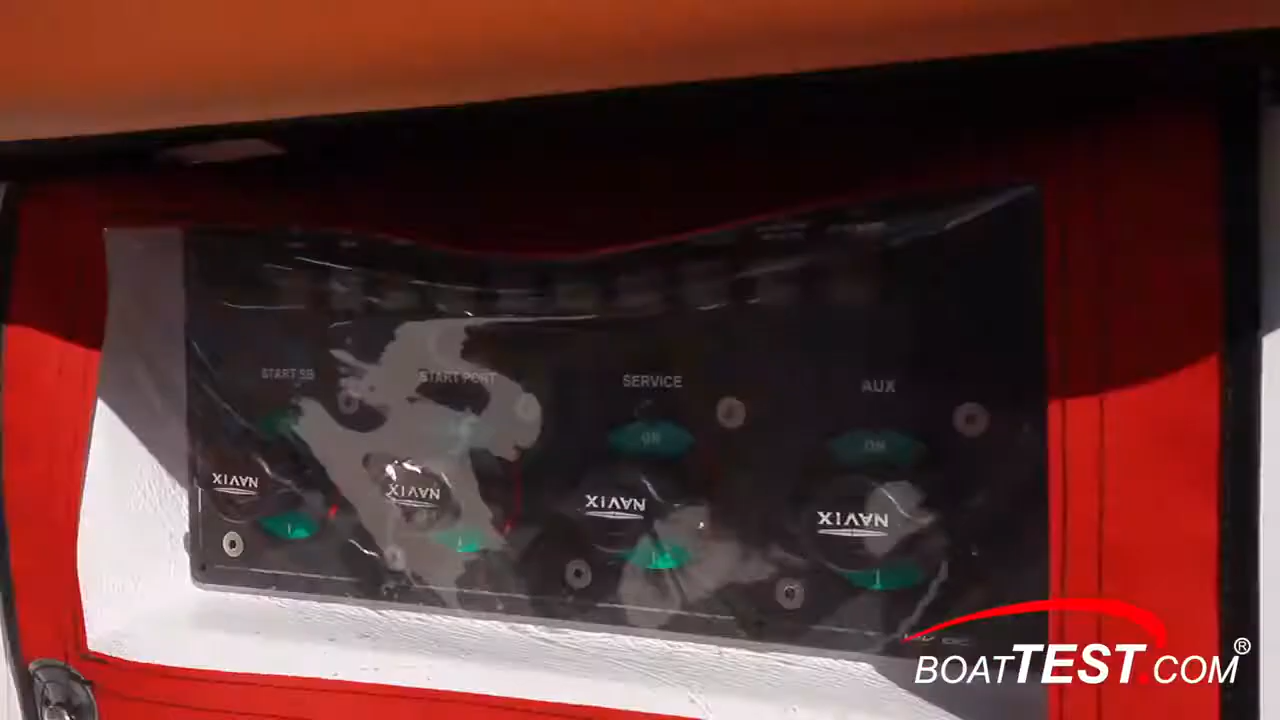 START SB
START PORT
SERVICE
AUX
ON
ON
NAVIX
NAVIX
NAVIX
NAVIX
BOATTEST.COM®